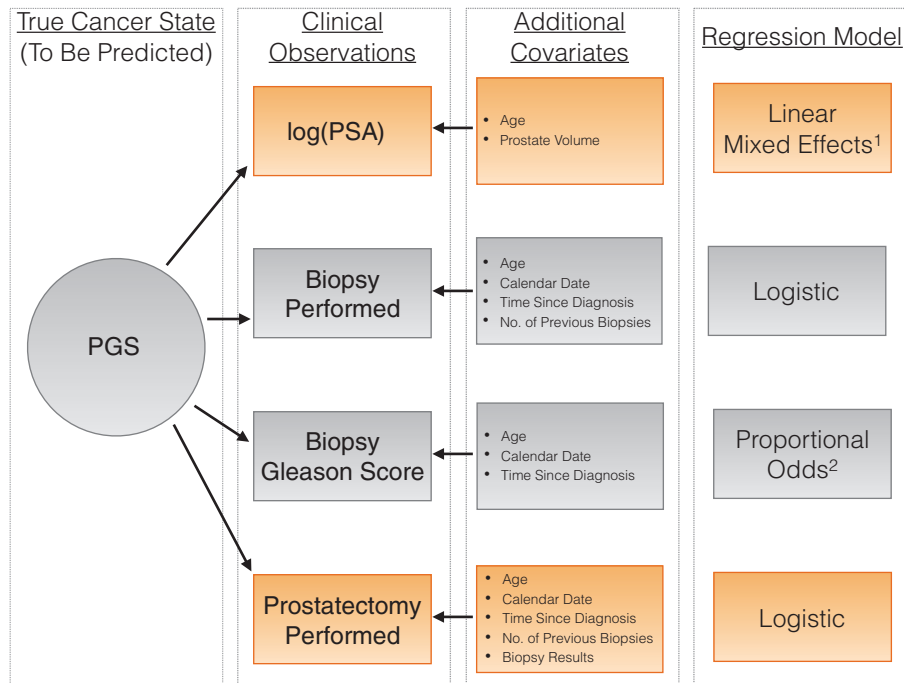 True Cancer State
(To Be Predicted)
Clinical
Observations
Additional
Covariates
Regression Model
PGS
log(PSA)
• Age
• Prostate Volume
Linear
Mixed Effects¹
Biopsy
Performed
• Age
• Calendar Date
• Time Since Diagnosis
• No. of Previous Biopsies
Logistic
Biopsy
Gleason Score
• Age
• Calendar Date
• Time Since Diagnosis
Proportional
Odds²
Prostatectomy
Performed
• Age
• Calendar Date
• Time Since Diagnosis
• No. of Previous Biopsies
• Biopsy Results
Logistic